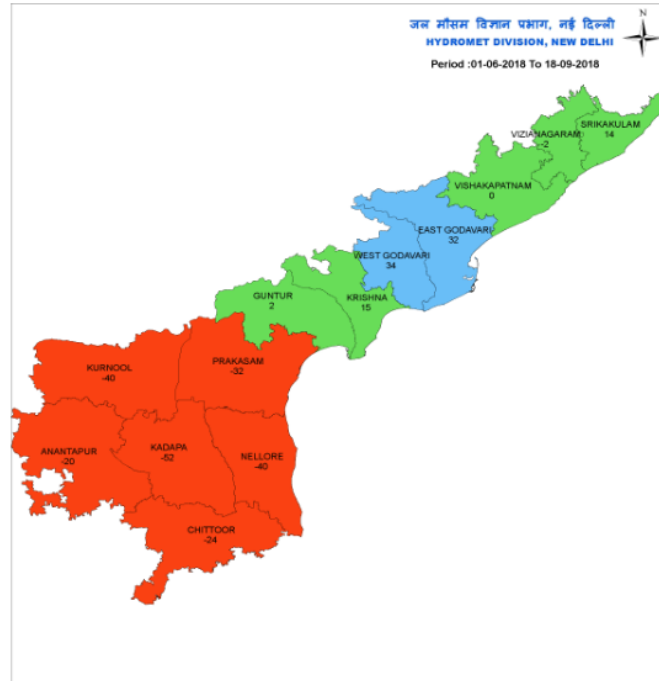 जल मौसम विज्ञान प्रभाग, नई दिल्ली
HYDROMET DIVISION, NEW DELHI
N
Period :01-06-2018 To 18-09-2018
SRIKAKULAM
14
VIZIANAGARAM
-2
VISHAKAPATNAM
0
EAST GODAVARI
32
WEST GODAVARI
34
KRISHNA
15
GUNTUR
2
PRAKASAM
-32
KURNOOL
-40
ANANTAPUR
-20
KADAPA
-52
NELLORE
-40
CHITTOOR
-24